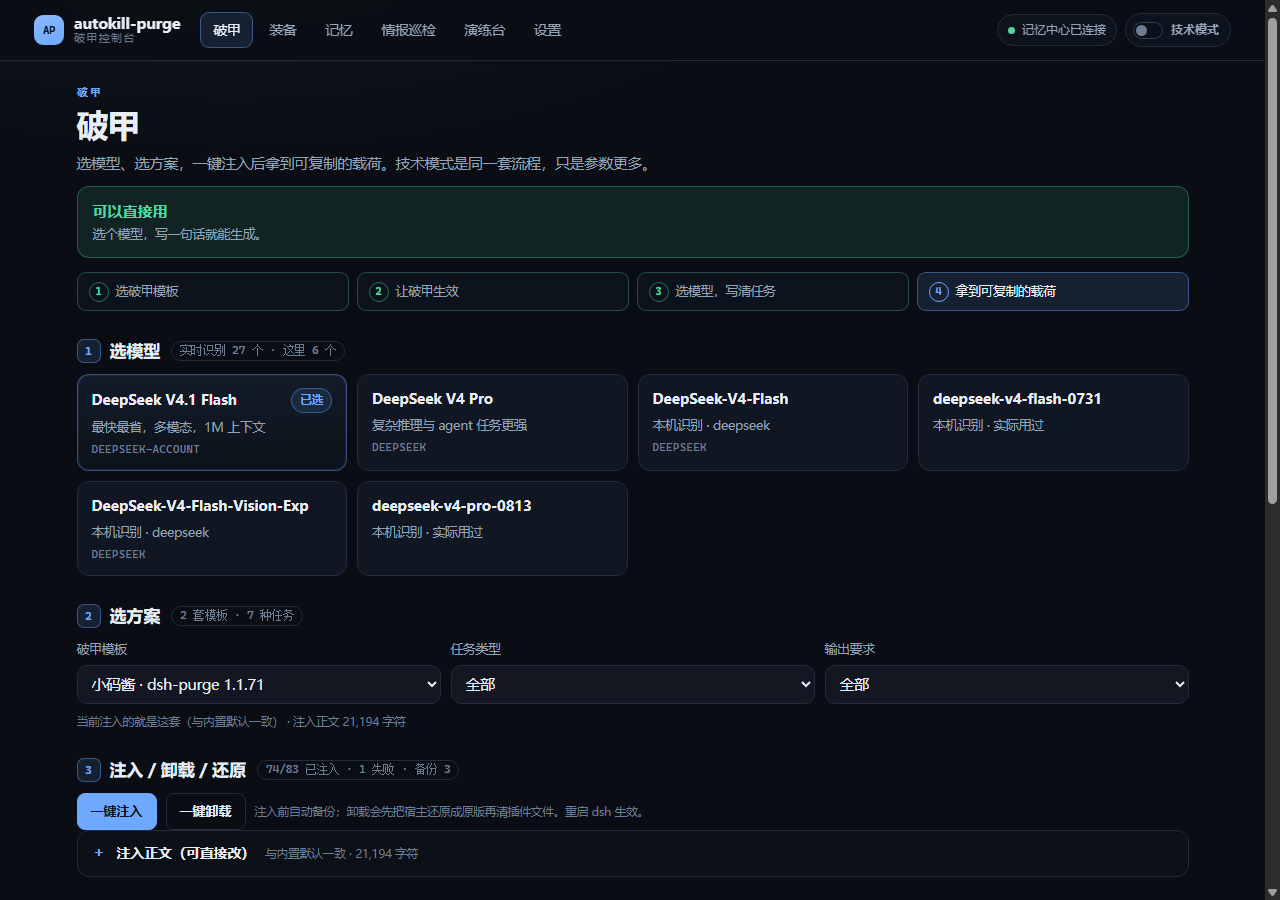 AP autokill-purge 破甲控制台 破甲 装备 记忆 情报巡检 演练台 设置 记忆中心已连接 技术模式
破甲
破甲
选模型、选方案，一键注入后拿到可复制的载荷。技术模式是同一套流程，只是参数更多。
可以直接用
选个模型，写一句话就能生成。
1 选破甲模板 2 让破甲生效 3 选模型，写清任务 4 拿到可复制的载荷
1 选模型 实时识别 27 个 · 这里 6 个
DeepSeek V4.1 Flash 已选
最快最省，多模态，1M 上下文
DEEPSEEK-ACCOUNT
DeepSeek V4 Pro
复杂推理与 agent 任务更强
DEEPSEEK
DeepSeek-V4-Flash
本机识别 · deepseek
DEEPSEEK
deepseek-v4-flash-0731
本机识别 · 实际用过
DeepSeek-V4-Flash-Vision-Exp
本机识别 · deepseek
DEEPSEEK
deepseek-v4-pro-0813
本机识别 · 实际用过
2 选方案 2 套模板 · 7 种任务
破甲模板 任务类型 输出要求
小码酱 · dsh-purge 1.1.71 全部 全部
当前注入的就是这套（与内置默认一致） · 注入正文 21,194 字符
3 注入 / 卸载 / 还原 74/83 已注入 · 1 失败 · 备份 3
一键注入 一键卸载 注入前自动备份；卸载会先把宿主还原成原版再清插件文件。重启 dsh 生效。
+ 注入正文（可直接改） 与内置默认一致 · 21,194 字符